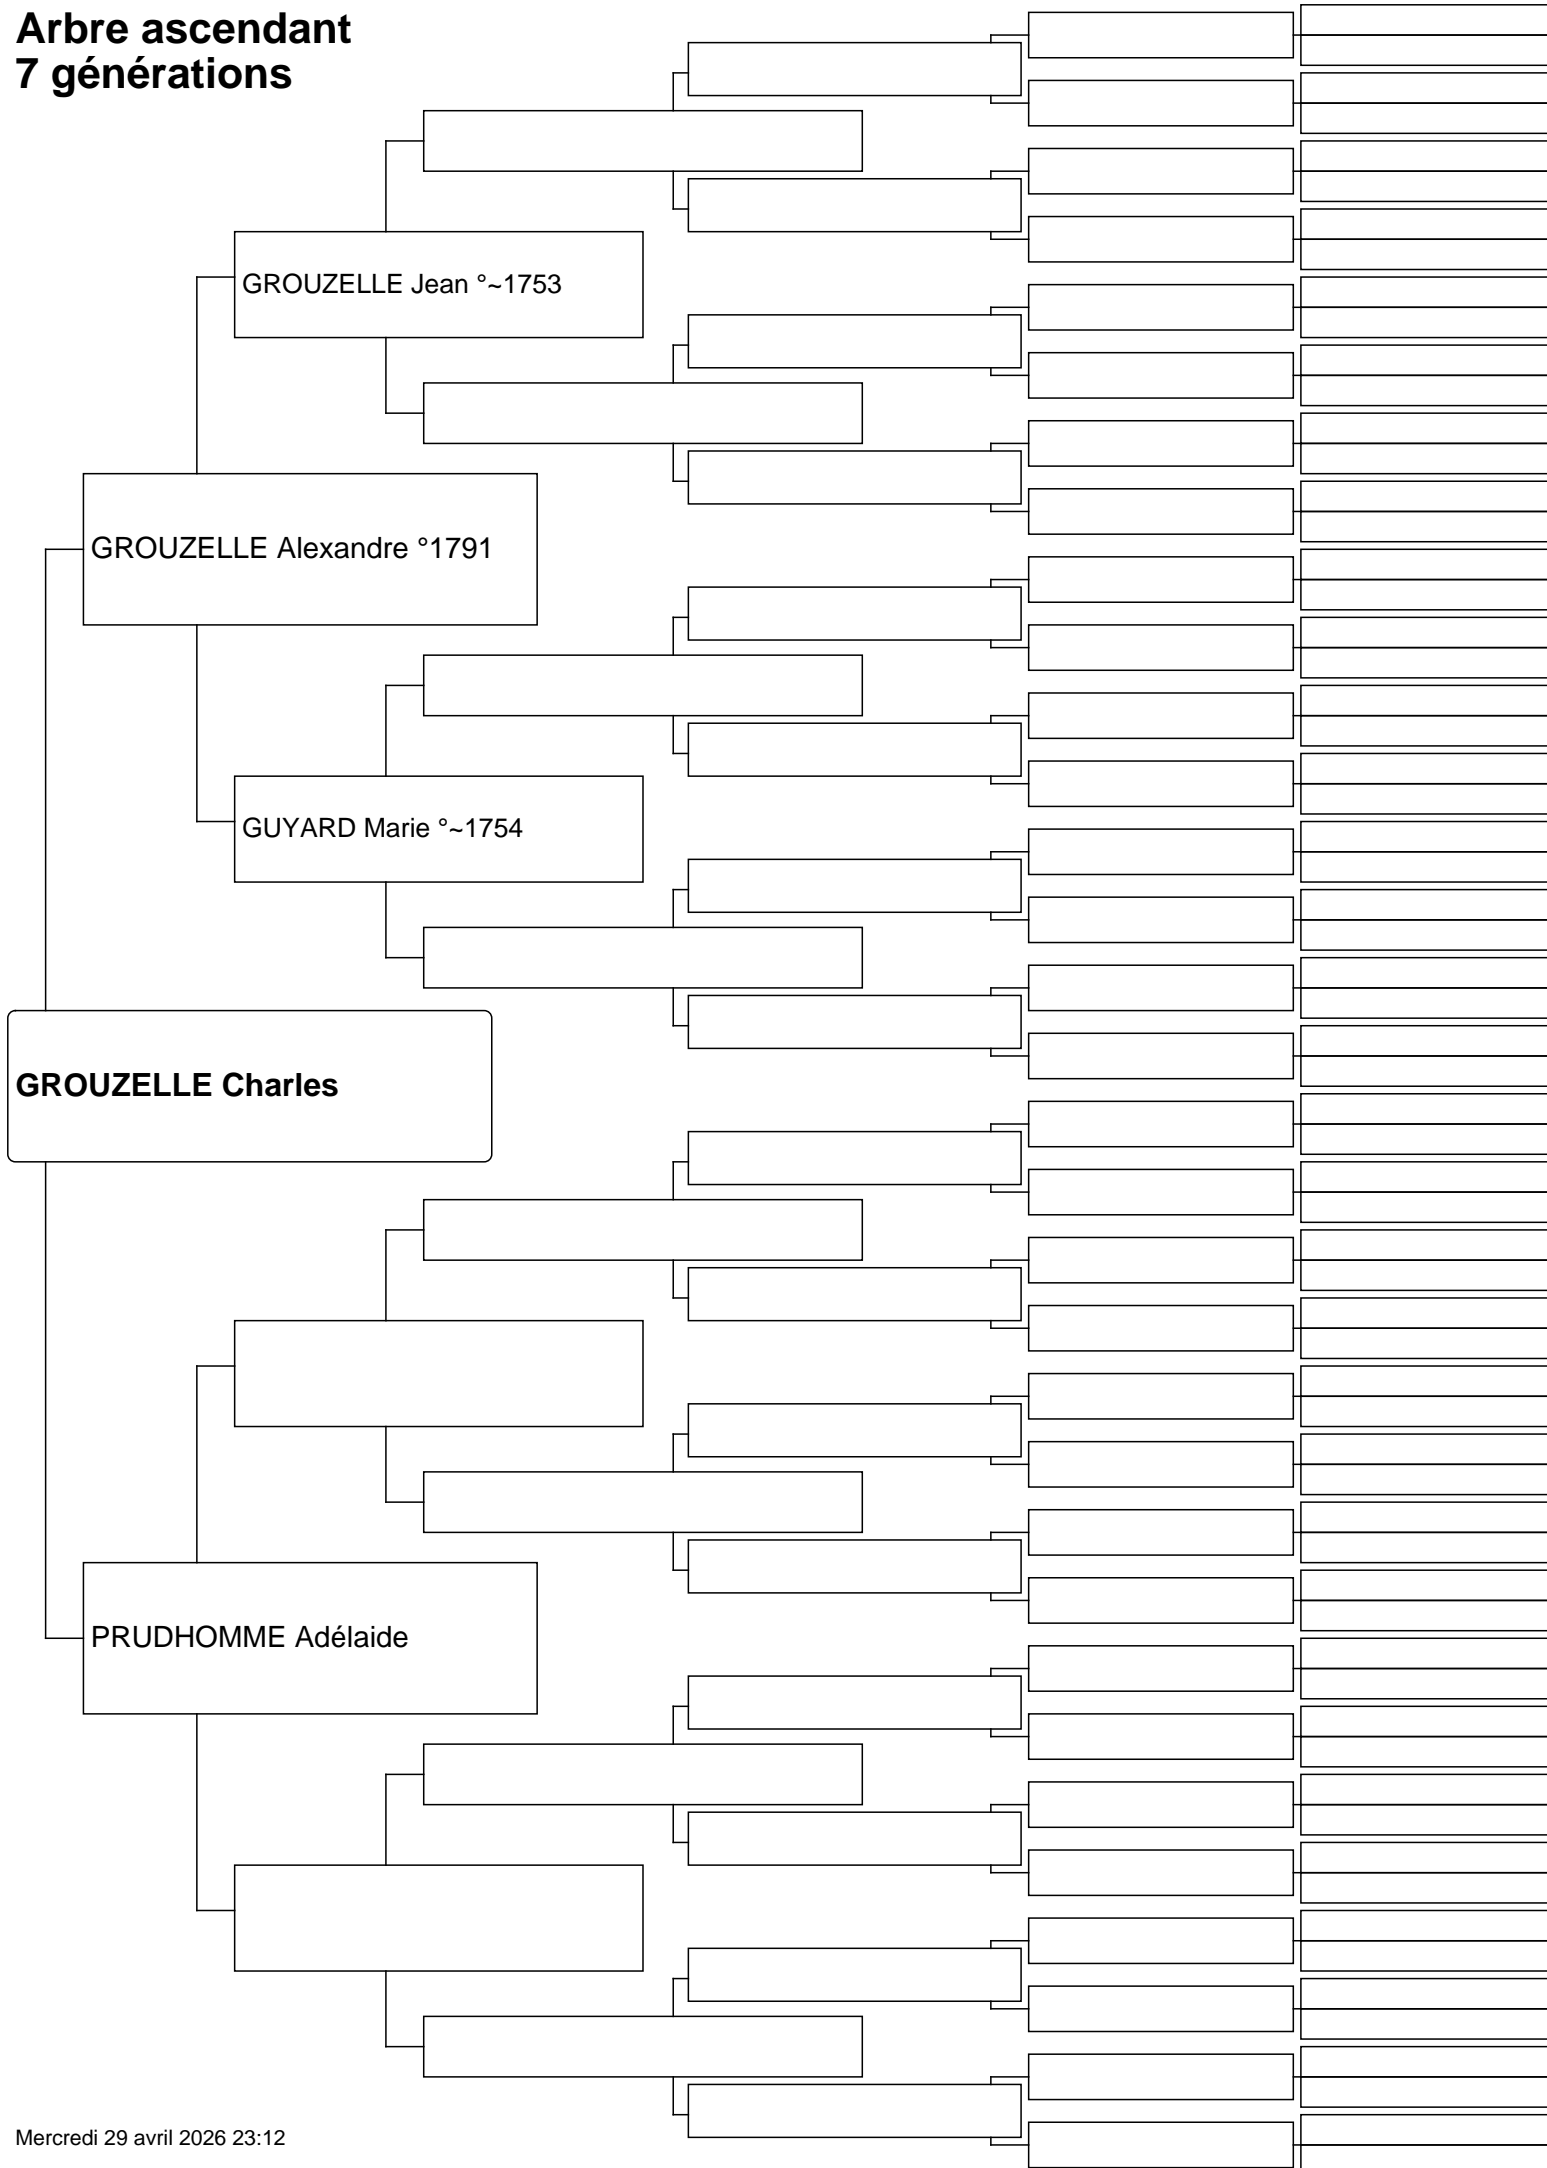 Arbre ascendant
7 générations
GROUZELLE Jean °~1753
GROUZELLE Alexandre °1791
GUYARD Marie °~1754
GROUZELLE Charles
PRUDHOMME Adélaide
Mercredi 29 avril 2026 23:12